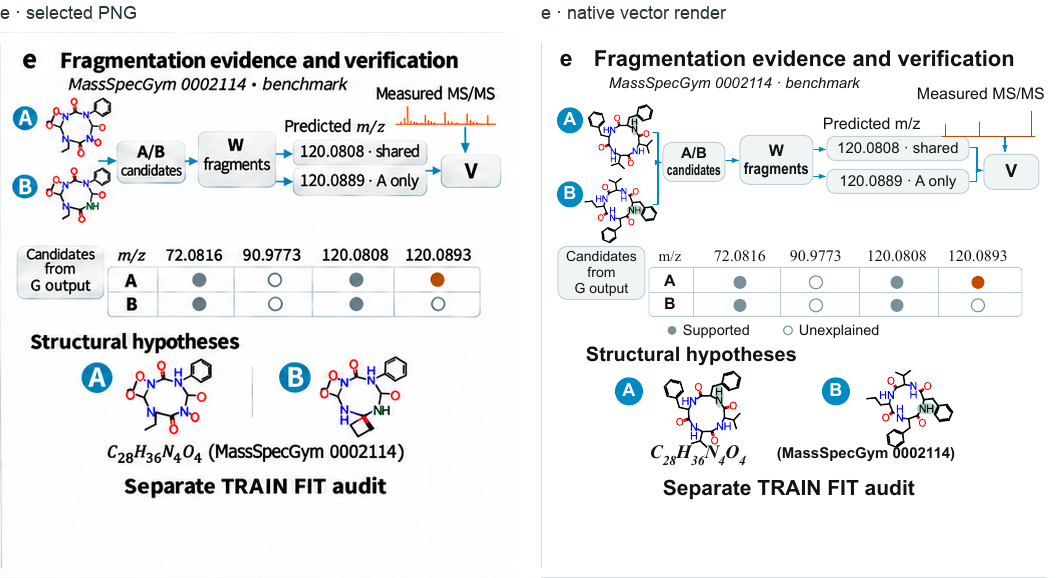 e · selected PNG
e Fragmentation evidence and verification
MassSpecGym 0002114 • benchmark
Measured MS/MS
A
Predicted m/z
A/B
candidates
W
fragments
120.0808 · shared
120.0889 · A only
V
B
Candidates
from
G output
m/z 72.0816 90.9773 120.0808 120.0893
A
B
Structural hypotheses
A
B
C28H36N4O4 (MassSpecGym 0002114)
Separate TRAIN FIT audit
e · native vector render
e Fragmentation evidence and verification
MassSpecGym 0002114 · benchmark
Measured MS/MS
A
Predicted m/z
A/B
candidates
W
fragments
120.0808 · shared
120.0889 · A only
V
B
Candidates
from
G output
m/z 72.0816 90.9773 120.0808 120.0893
A
B
Supported Unexplained
Structural hypotheses
A
B
C28H36N4O4 (MassSpecGym 0002114)
Separate TRAIN FIT audit